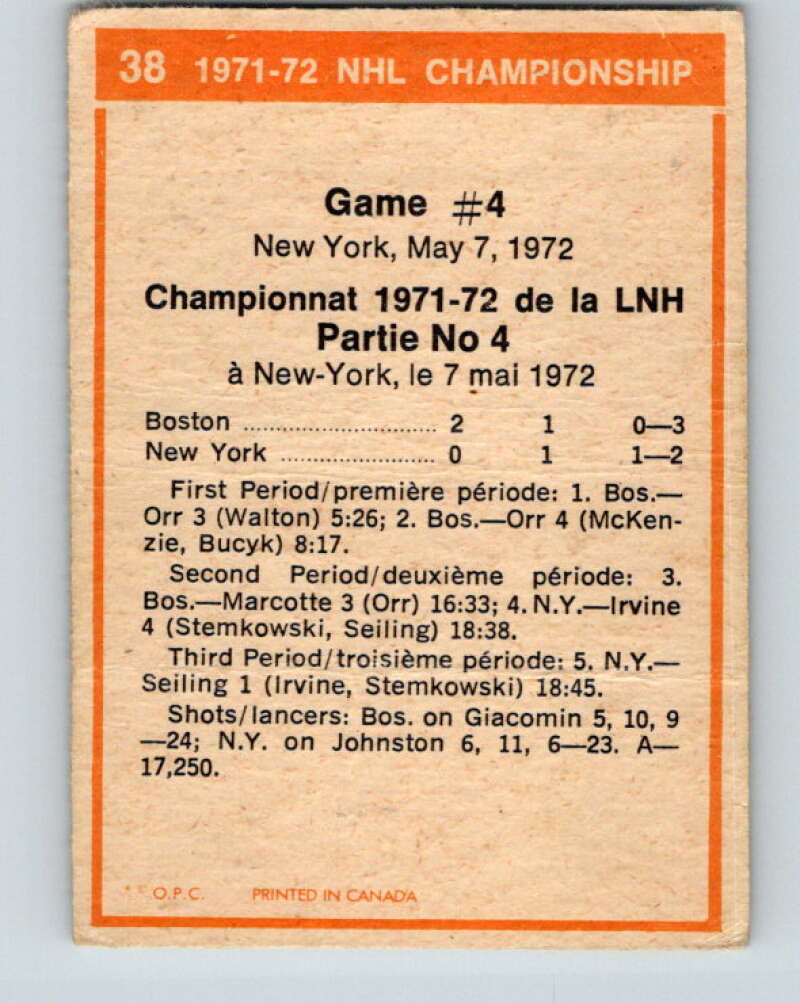 38 1971-72 NHL CHAMPIONSHIP
Game #4
New York, May 7, 1972
Championnat 1971-72 de la LNH
Partie No 4
à New-York, le 7 mai 1972
Boston .............................. 2 1 0—3
New York ........................ 0 1 1—2
First Period/première période: 1. Bos.—
Orr 3 (Walton) 5:26; 2. Bos.—Orr 4 (McKen-
zie, Bucyk) 8:17.
Second Period/deuxième période: 3.
Bos.—Marcotte 3 (Orr) 16:33; 4. N.Y.—Irvine
4 (Stemkowski, Seiling) 18:38.
Third Period/troisième période: 5. N.Y.—
Seiling 1 (Irvine, Stemkowski) 18:45.
Shots/lancers: Bos. on Giacomin 5, 10, 9
—24; N.Y. on Johnston 6, 11, 6—23. A—
17,250.
* © O.P.C. PRINTED IN CANADA